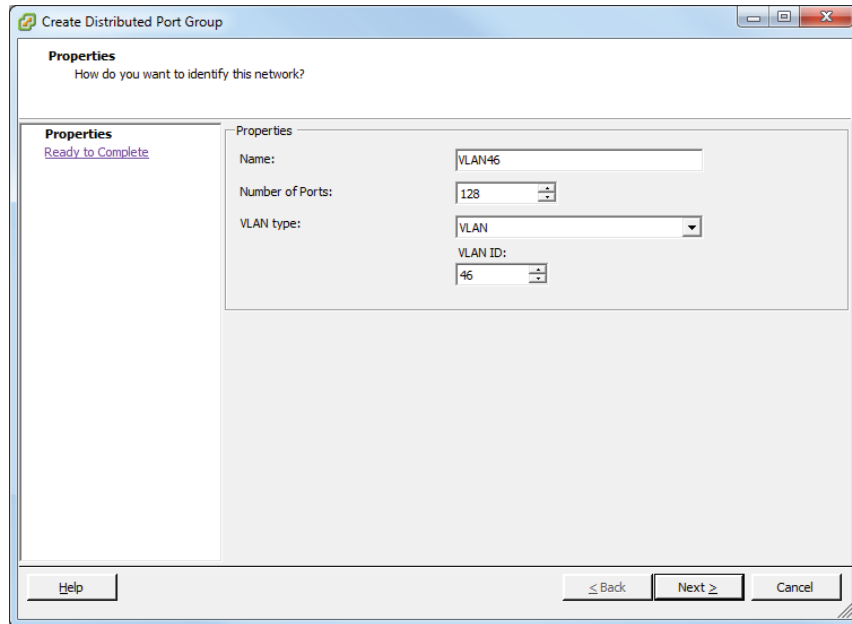 Create Distributed Port Group
Properties
How do you want to identify this network?
Properties
Ready to Complete
Properties
Name:
VLAN46
Number of Ports:
128
VLAN type:
VLAN
VLAN ID:
46
Help
< Back
Next >
Cancel